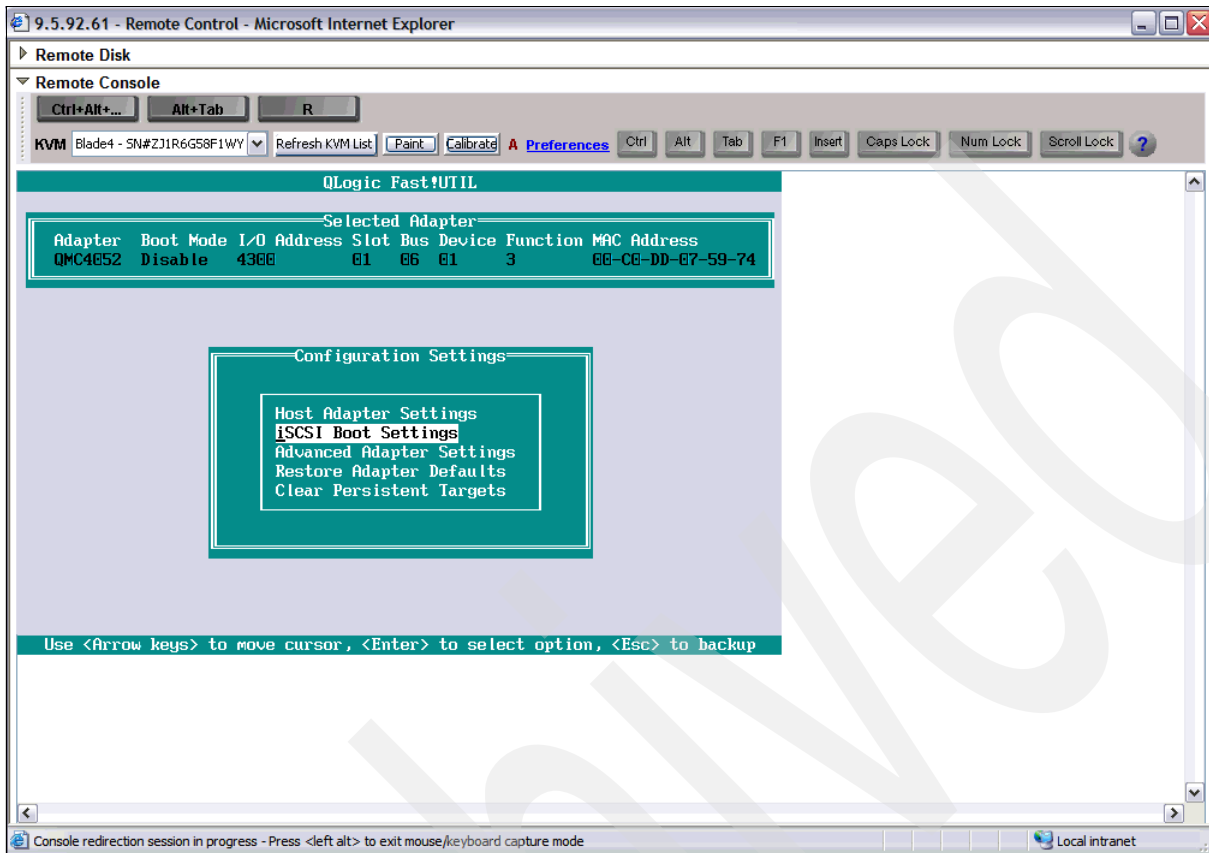 9.5.92.61 - Remote Control - Microsoft Internet Explorer
Remote Disk
Remote Console
Ctrl+Alt+... Alt+Tab R
KVM Blade4 - SN#ZJ1R6G58F1WY Refresh KVM List Paint Calibrate A Preferences Ctrl Alt Tab F1 Insert Caps Lock Num Lock Scroll Lock ?
QLogic Fast!UTIL
Selected Adapter
Adapter Boot Mode I/O Address Slot Bus Device Function MAC Address
QMC4052 Disable 4300 01 06 01 3 00-C0-DD-07-59-74
Configuration Settings
Host Adapter Settings
iSCSI Boot Settings
Advanced Adapter Settings
Restore Adapter Defaults
Clear Persistent Targets
Use <Arrow keys> to move cursor, <Enter> to select option, <Esc> to backup
Console redirection session in progress - Press <left alt> to exit mouse/keyboard capture mode Local intranet